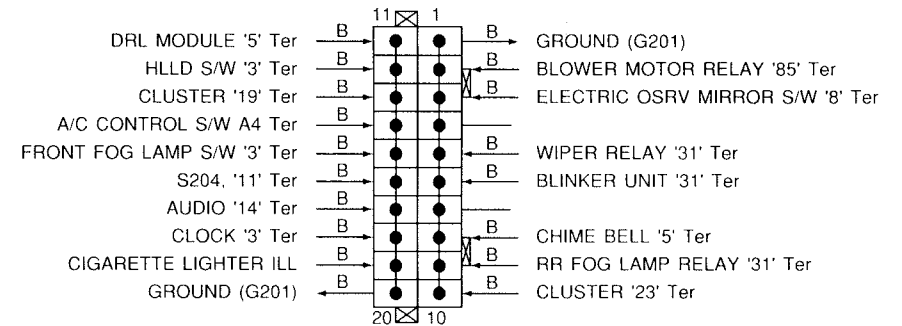 11 1
DRL MODULE '5' Ter B B GROUND (G201)
HLLD S/W '3' Ter B B BLOWER MOTOR RELAY '85' Ter
CLUSTER '19' Ter B B ELECTRIC OSRV MIRROR S/W '8' Ter
A/C CONTROL S/W A4 Ter B
FRONT FOG LAMP S/W '3' Ter B B WIPER RELAY '31' Ter
S204, '11' Ter B B BLINKER UNIT '31' Ter
AUDIO '14' Ter B
CLOCK '3' Ter B B CHIME BELL '5' Ter
CIGARETTE LIGHTER ILL B B RR FOG LAMP RELAY '31' Ter
GROUND (G201) B B CLUSTER '23' Ter
20 10